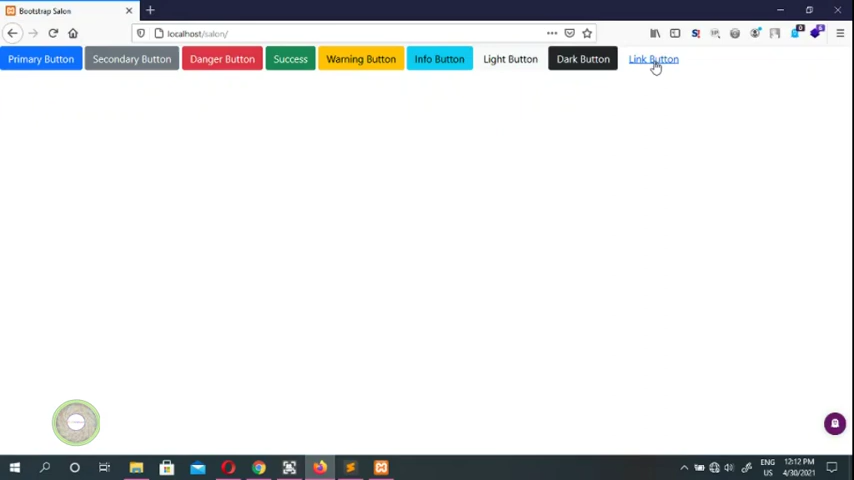 Bootstrap Salon
localhost/salon/
Primary Button Secondary Button Danger Button Success Warning Button Info Button Light Button Dark Button Link Button
ENG 12:12 PM
US 4/30/2021